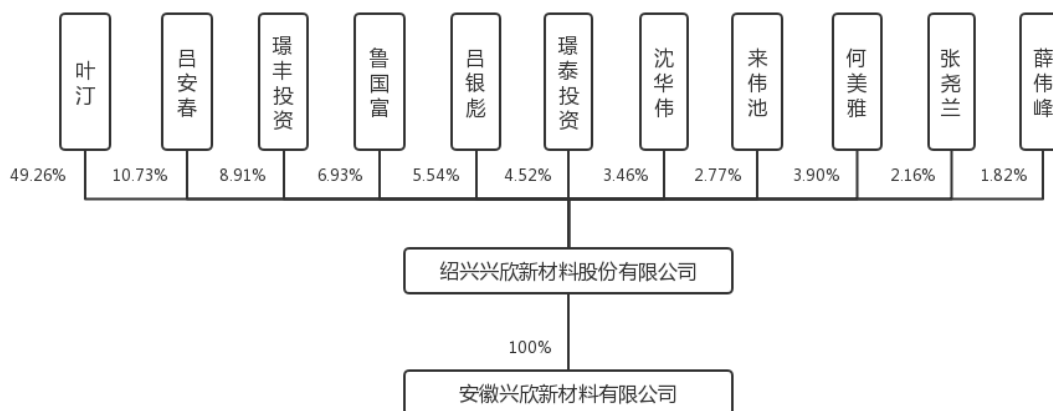 叶汀
吕安春
璟丰投资
鲁国富
吕银彪
璟泰投资
沈华伟
来伟池
何美雅
张尧兰
薛伟峰
49.26%
10.73%
8.91%
6.93%
5.54%
4.52%
3.46%
2.77%
3.90%
2.16%
1.82%
绍兴兴欣新材料股份有限公司
100%
安徽兴欣新材料有限公司